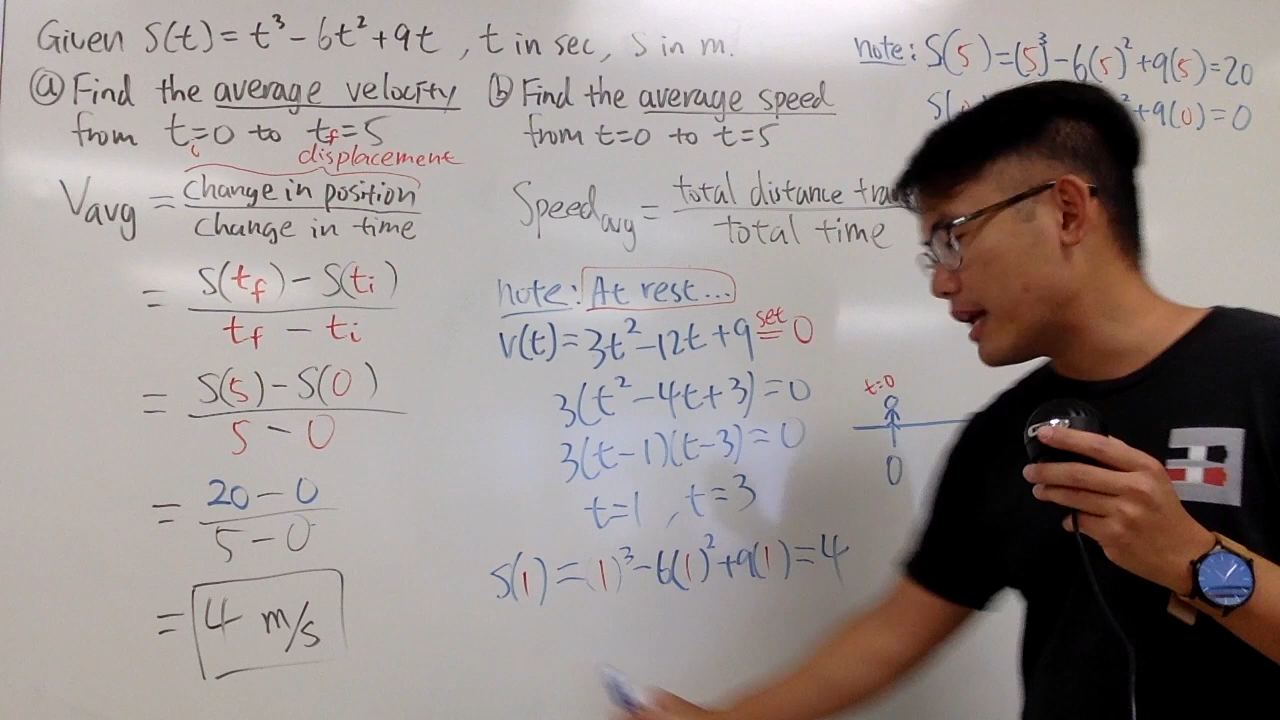 Given S(t) = t³ - 6t² + 9t , t in sec, S in m.
ⓐ Find the average velocity
from tᵢ=0 to t_f=5
displacement
Vavg = change in position / change in time
= S(t_f) - S(tᵢ) / t_f - tᵢ
= S(5) - S(0) / 5 - 0
= 20 - 0 / 5 - 0
= 4 m/s
ⓑ Find the average speed
from t=0 to t=5
Speedavg = total distance / total time
note: At rest...
v(t) = 3t² - 12t + 9 set = 0
3(t² - 4t + 3) = 0
3(t-1)(t-3) = 0
t=1 , t=3
S(1) = (1)³ - 6(1)² + 9(1) = 4
note: S(5) = (5)³ - 6(5)² + 9(5) = 20
+ 9(0) = 0
t=0
0